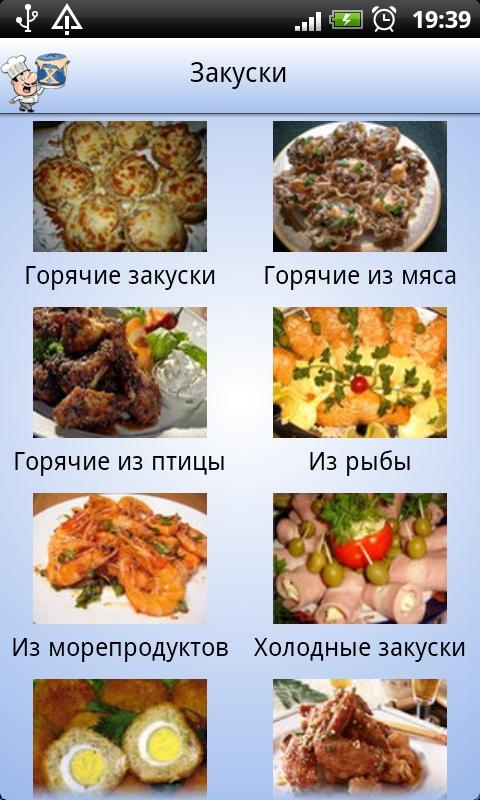 19:39
Закуски
Горячие закуски
Горячие из мяса
Горячие из птицы
Из рыбы
Из морепродуктов
Холодные закуски